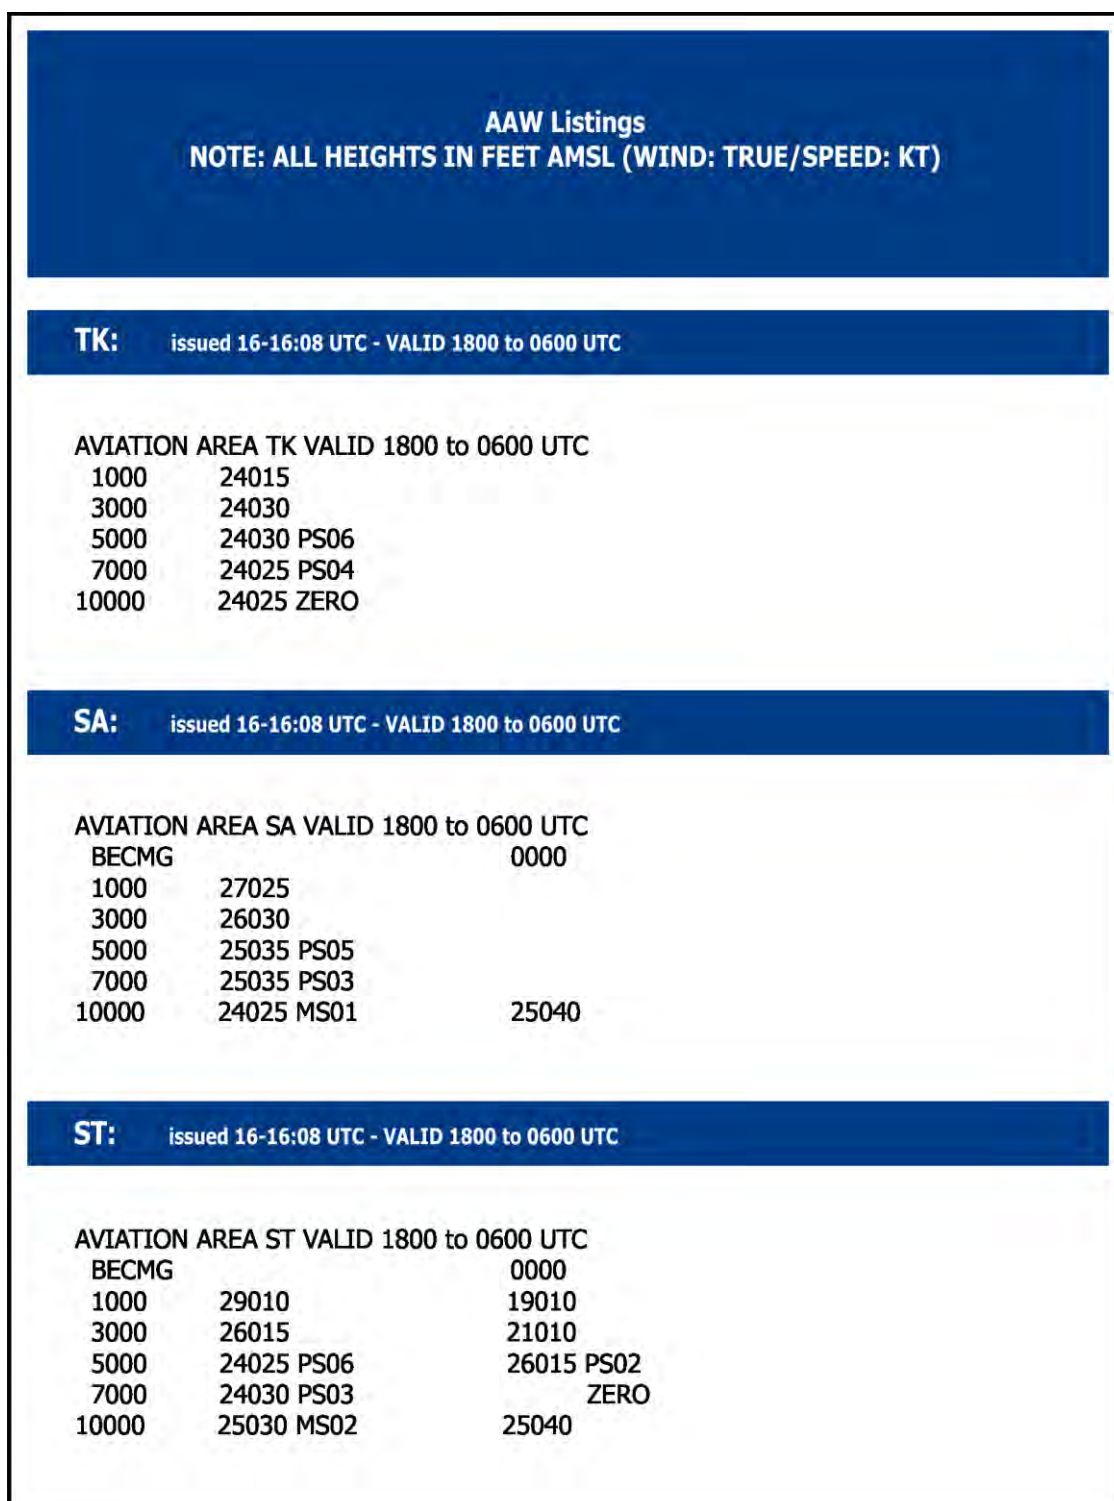 AAW Listings
NOTE: ALL HEIGHTS IN FEET AMSL (WIND: TRUE/SPEED: KT)
TK: issued 16-16:08 UTC - VALID 1800 to 0600 UTC
AVIATION AREA TK VALID 1800 to 0600 UTC
1000 24015
3000 24030
5000 24030 PS06
7000 24025 PS04
10000 24025 ZERO
SA: issued 16-16:08 UTC - VALID 1800 to 0600 UTC
AVIATION AREA SA VALID 1800 to 0600 UTC
BECMG 0000
1000 27025
3000 26030
5000 25035 PS05
7000 25035 PS03
10000 24025 MS01 25040
ST: issued 16-16:08 UTC - VALID 1800 to 0600 UTC
AVIATION AREA ST VALID 1800 to 0600 UTC
BECMG 0000
1000 29010 19010
3000 26015 21010
5000 24025 PS06 26015 PS02
7000 24030 PS03 ZERO
10000 25030 MS02 25040